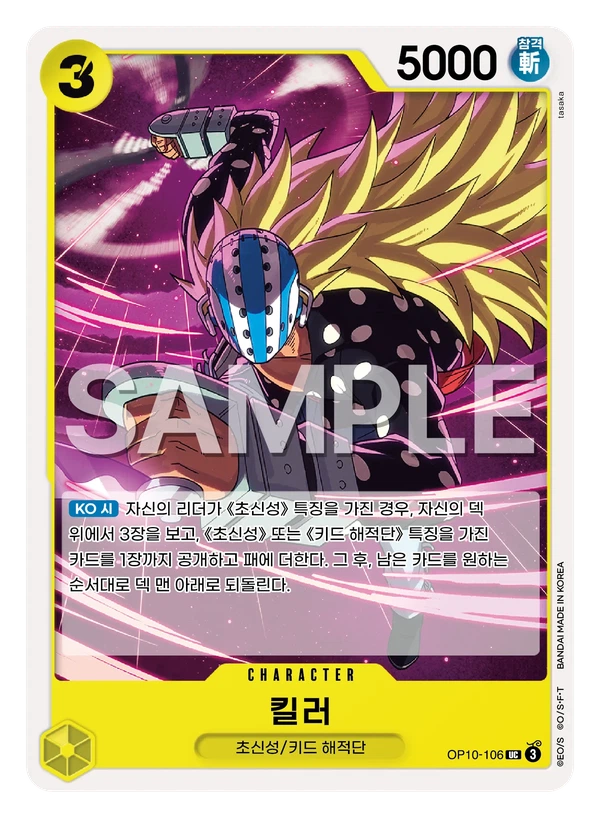 3
5000
참격
斬
tasaka
SAMPLE
KO 시 자신의 리더가 《초신성》 특징을 가진 경우, 자신의 덱
위에서 3장을 보고, 《초신성》 또는 《키드 해적단》 특징을 가진
카드를 1장까지 공개하고 패에 더한다. 그 후, 남은 카드를 원하는
순서대로 덱 맨 아래로 되돌린다.
CHARACTER
킬러
초신성/키드 해적단
OP10-106 UC 3
©EO/S ©O/S·F·T BANDAI MADE IN KOREA